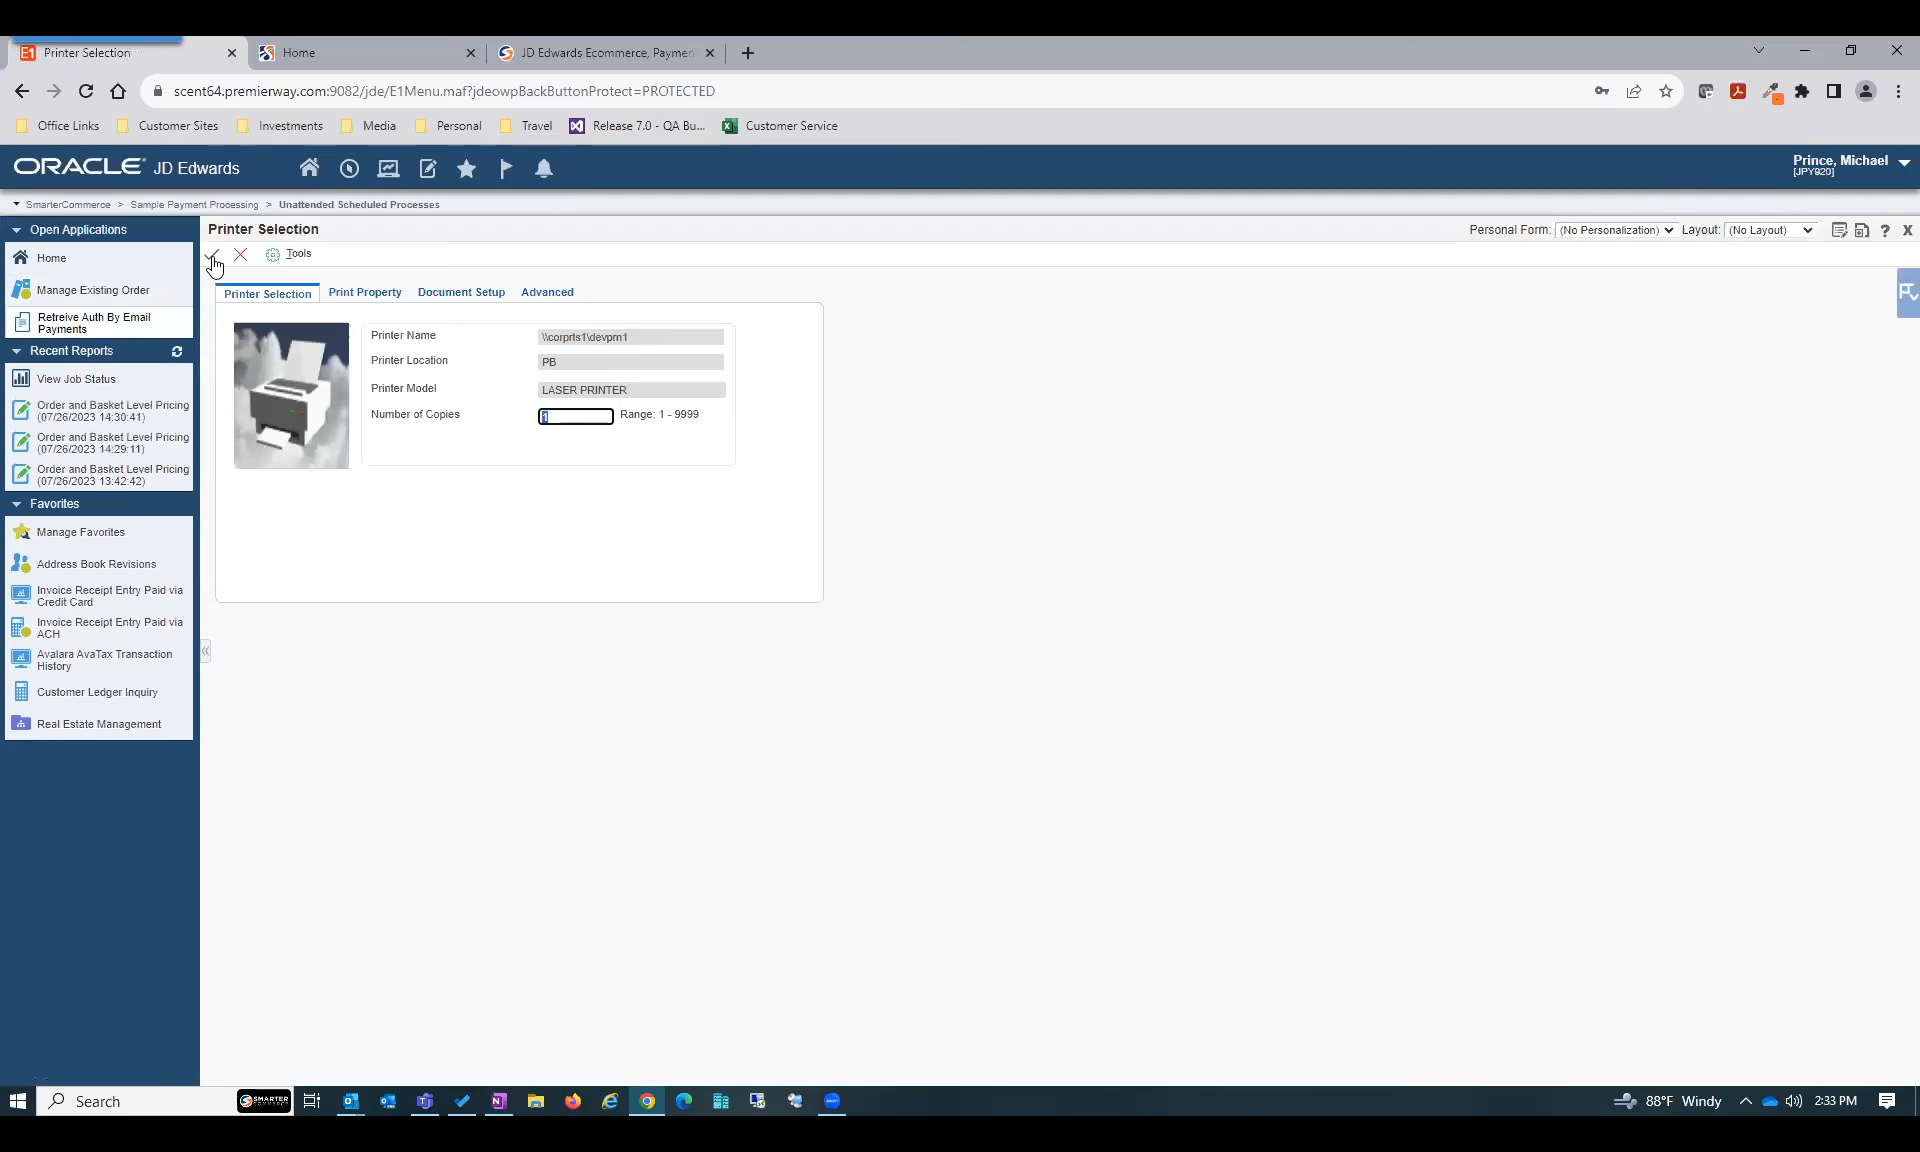 Printer Selection
Home
JD Edwards Ecommerce, Paymen
scent64.premierway.com:9082/jde/E1Menu.maf?jdeowpBackButtonProtect=PROTECTED
Office Links
Customer Sites
Investments
Media
Personal
Travel
Release 7.0 - QA Bu...
Customer Service
ORACLE JD Edwards
Prince, Michael
[JPY920]
SmarterCommerce > Sample Payment Processing > Unattended Scheduled Processes
Open Applications
Home
Manage Existing Order
Retreive Auth By Email
Payments
Recent Reports
View Job Status
Order and Basket Level Pricing
(07/26/2023 14:30:41)
Order and Basket Level Pricing
(07/26/2023 14:29:11)
Order and Basket Level Pricing
(07/26/2023 13:42:42)
Favorites
Manage Favorites
Address Book Revisions
Invoice Receipt Entry Paid via
Credit Card
Invoice Receipt Entry Paid via
ACH
Avalara AvaTax Transaction
History
Customer Ledger Inquiry
Real Estate Management
Printer Selection
Personal Form: (No Personalization) Layout: (No Layout)
Tools
Printer Selection
Print Property
Document Setup
Advanced
Printer Name \\corprts1\devprn1
Printer Location PB
Printer Model LASER PRINTER
Number of Copies 1 Range: 1 - 9999
Search
SMARTER
88°F Windy
2:33 PM